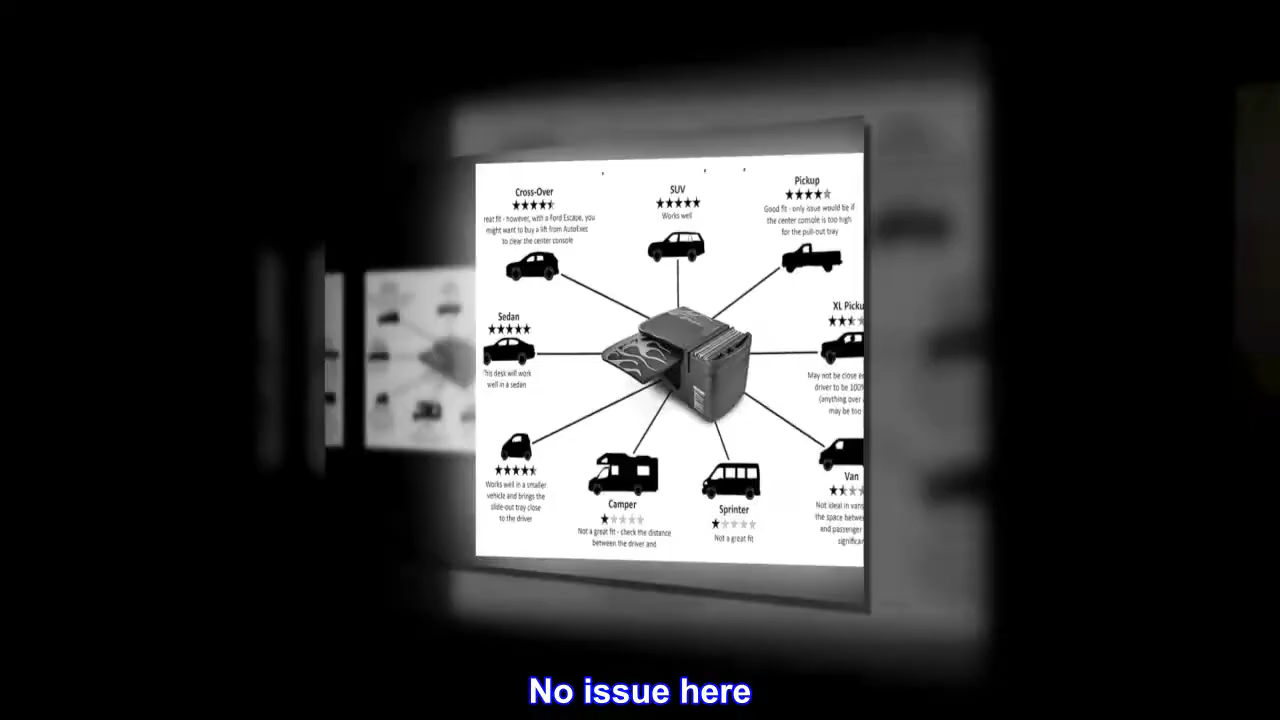 Cross-Over
reat fit - however, with a Ford Escape, you
might want to buy a lift from AutoExec
to clear the center console
SUV
Works well
Pickup
Good fit - only issue would be if
the center console is too high
for the pull-out tray
Sedan
This desk will work
well in a sedan
XL Picku
May not be close e
driver to be 100%
(anything over
may be too
Works well in a smaller
vehicle and brings the
slide-out tray close
to the driver
Camper
Not a great fit - check the distance
between the driver and
Sprinter
Not a great fit
Van
Not ideal in vans
the space betwe
and passenger
significan
No issue here